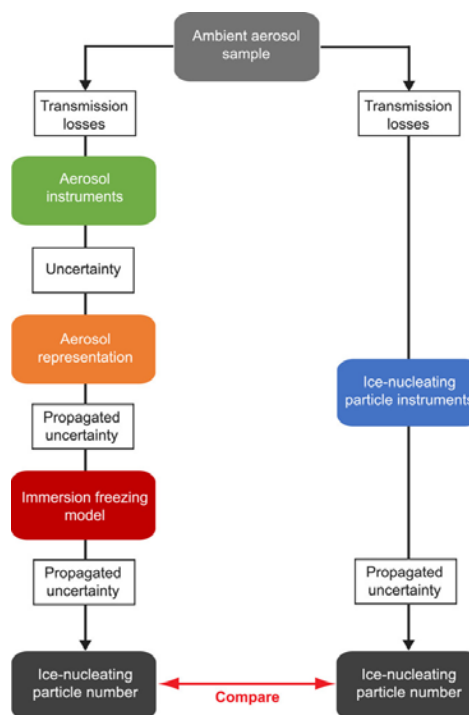 Ambient aerosol
sample
Transmission
losses
Transmission
losses
Aerosol
instruments
Uncertainty
Aerosol
representation
Ice-nucleating
particle instruments
Propagated
uncertainty
Immersion freezing
model
Propagated
uncertainty
Propagated
uncertainty
Ice-nucleating
particle number
Compare
Ice-nucleating
particle number